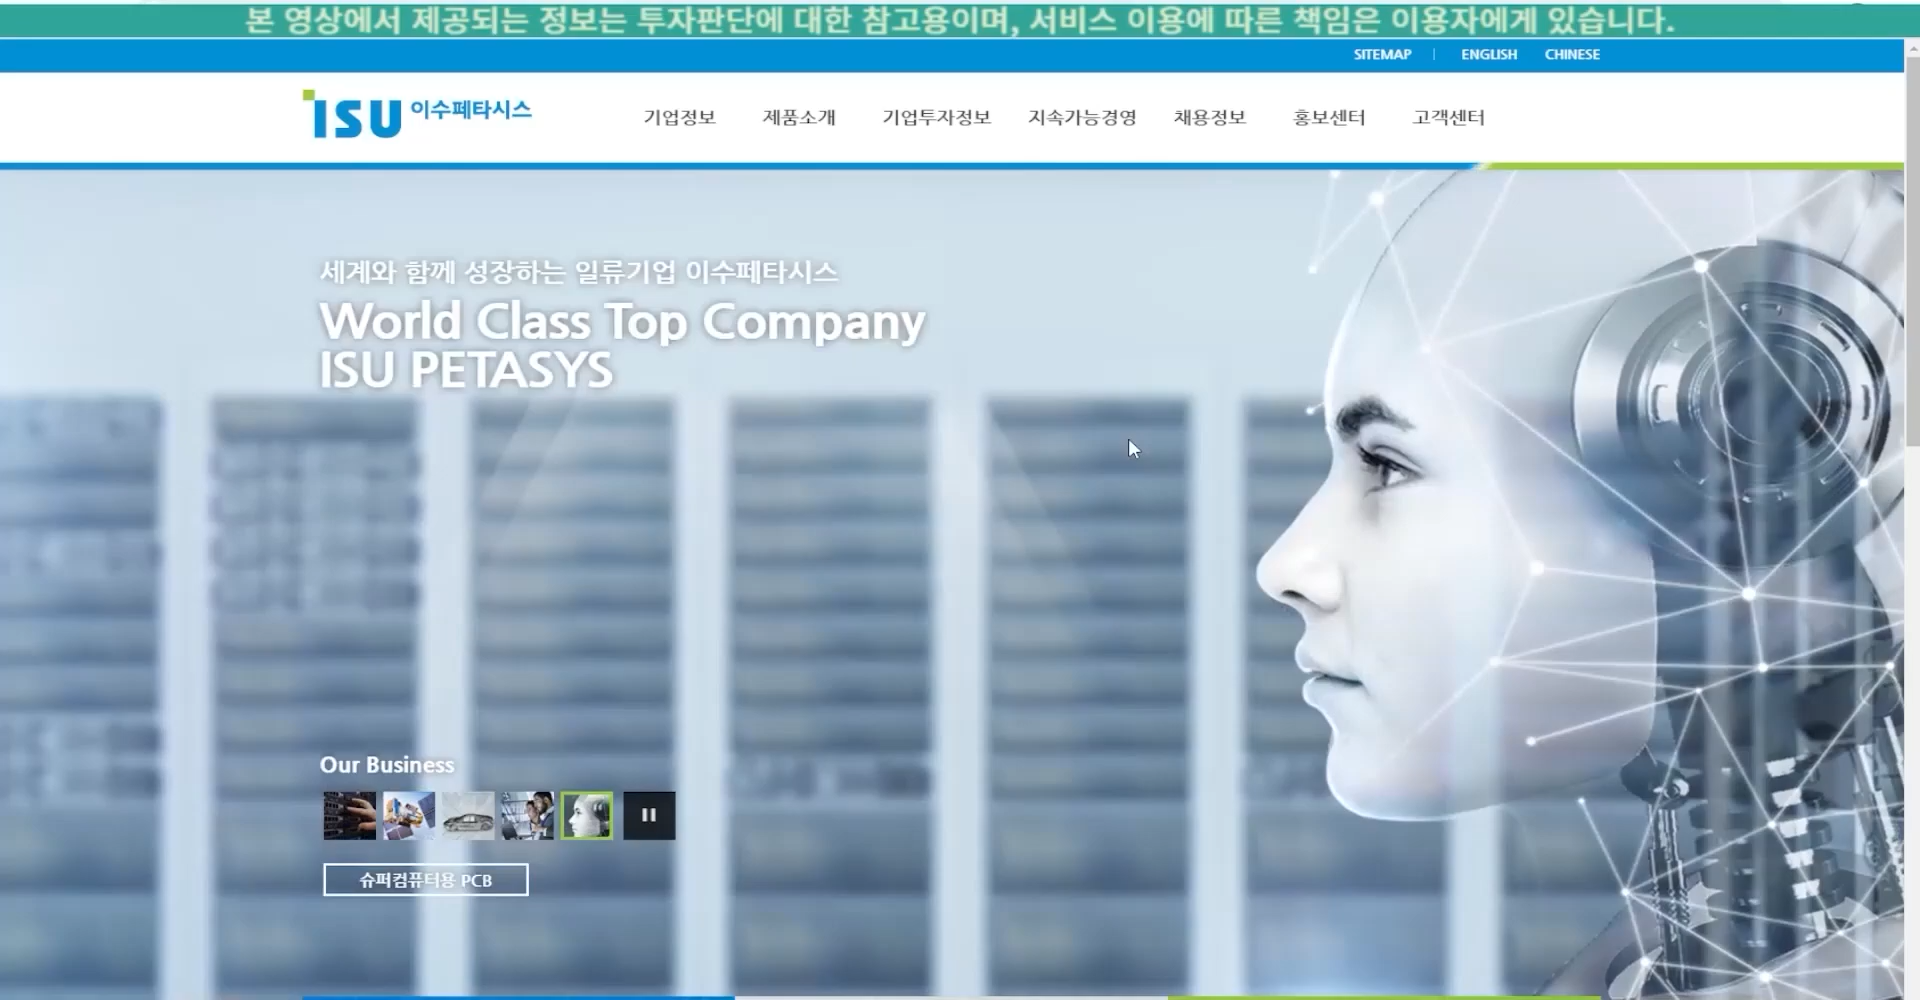 본 영상에서 제공되는 정보는 투자판단에 대한 참고용이며, 서비스 이용에 따른 책임은 이용자에게 있습니다.
SITEMAP | ENGLISH CHINESE
ISU 이수페타시스
기업정보 제품소개 기업투자정보 지속가능경영 채용정보 홍보센터 고객센터
세계와 함께 성장하는 일류기업 이수페타시스
World Class Top Company
ISU PETASYS
Our Business
슈퍼컴퓨터용 PCB